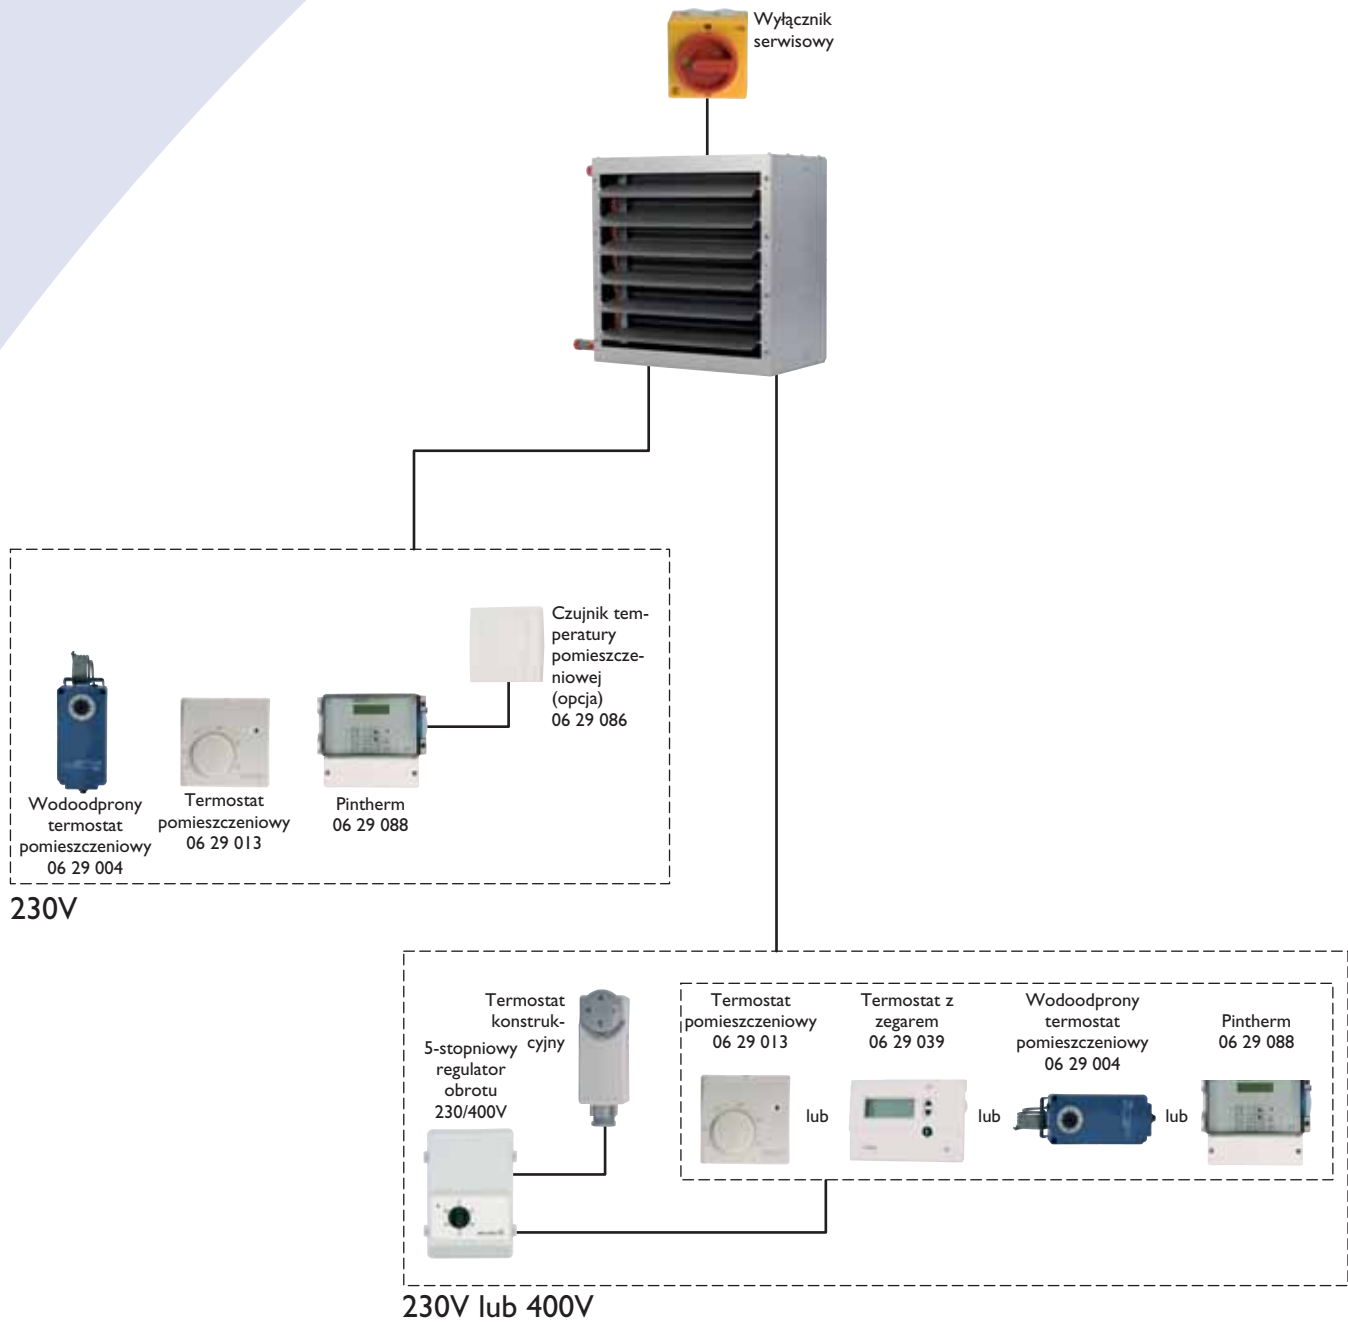 Wyłącznik
serwisowy
Czujnik tem-
peratury
pomieszcze-
niowej
(opcja)
06 29 086
Wodoodprony
termostat
pomieszczeniowy
06 29 004
Termostat
pomieszczeniowy
06 29 013
Pintherm
06 29 088
230V
Termostat
konstruk-
cyjny
5-stopniowy
regulator
obrotu
230/400V
Termostat
pomieszczeniowy
06 29 013
lub
Termostat z
zegarem
06 29 039
lub
Wodoodprony
termostat
pomieszczeniowy
06 29 004
lub
Pintherm
06 29 088
230V lub 400V